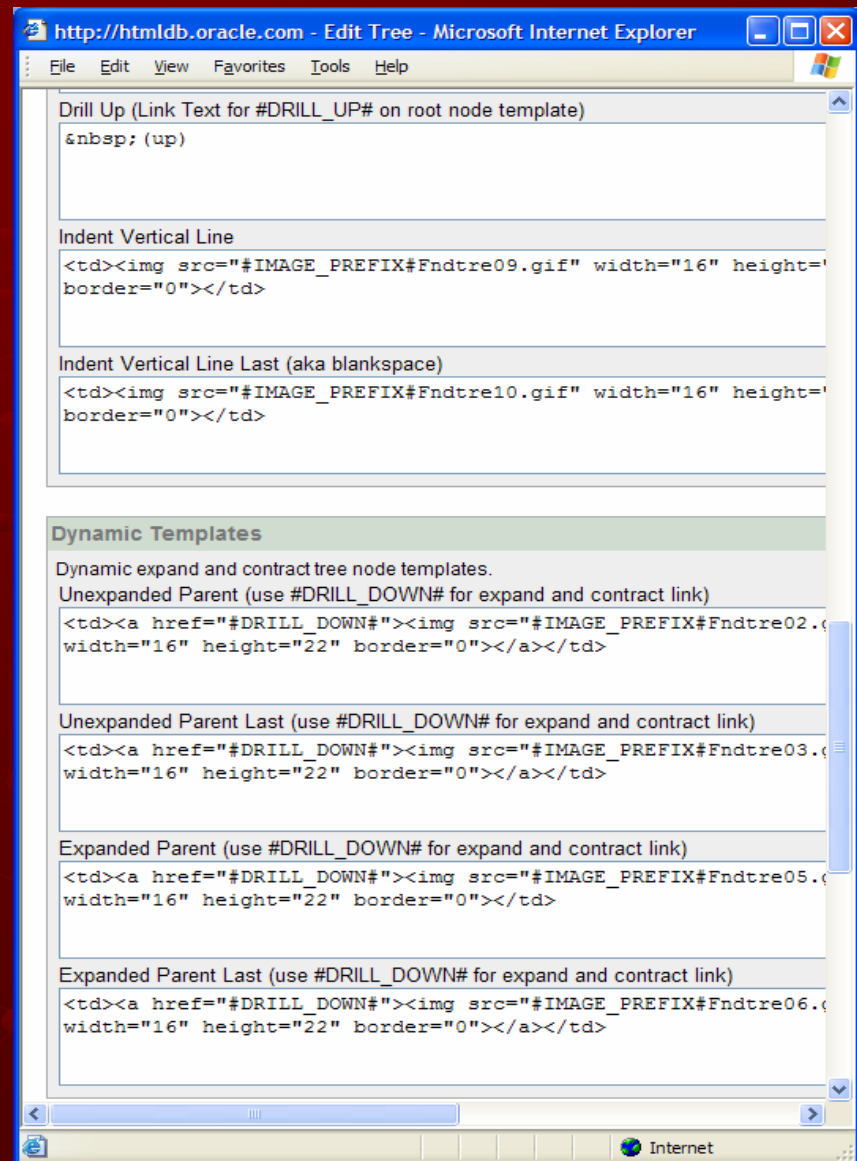 http://htmldb.oracle.com - Edit Tree - Microsoft Internet Explorer
File Edit View Favorites Tools Help
Drill Up (Link Text for #DRILL_UP# on root node template)
&nbsp;(up)
Indent Vertical Line
<td><img src="#IMAGE_PREFIX#Fndtre09.gif" width="16" height="
border="0"></td>
Indent Vertical Line Last (aka blankspace)
<td><img src="#IMAGE_PREFIX#Fndtre10.gif" width="16" height="
border="0"></td>
Dynamic Templates
Dynamic expand and contract tree node templates.
Unexpanded Parent (use #DRILL_DOWN# for expand and contract link)
<td><a href="#DRILL_DOWN#"><img src="#IMAGE_PREFIX#Fndtre02.
width="16" height="22" border="0"></a></td>
Unexpanded Parent Last (use #DRILL_DOWN# for expand and contract link)
<td><a href="#DRILL_DOWN#"><img src="#IMAGE_PREFIX#Fndtre03.
width="16" height="22" border="0"></a></td>
Expanded Parent (use #DRILL_DOWN# for expand and contract link)
<td><a href="#DRILL_DOWN#"><img src="#IMAGE_PREFIX#Fndtre05.
width="16" height="22" border="0"></td>
Expanded Parent Last (use #DRILL_DOWN# for expand and contract link)
<td><a href="#DRILL_DOWN#"><img src="#IMAGE_PREFIX#Fndtre06.
width="16" height="22" border="0"></a></td>
Internet